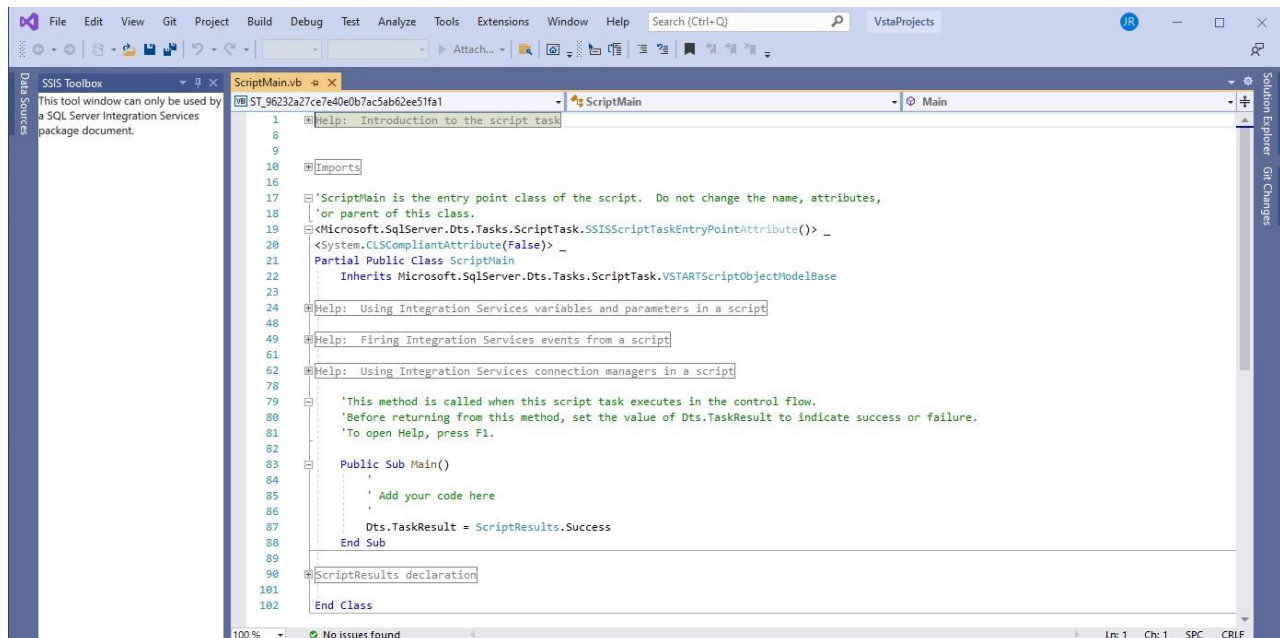 File Edit View Git Project Build Debug Test Analyze Tools Extensions Window Help Search (Ctrl+Q) VstaProjects JR
Attach...
Data Sources
SSIS Toolbox
This tool window can only be used by
a SQL Server Integration Services
package document.
ScriptMain.vb
VB ST_96232a27ce7e40e0b7ac5ab62ee51fa1 ScriptMain Main
1 Help: Introduction to the script task
8
9
10 Imports
16
17 'ScriptMain is the entry point class of the script. Do not change the name, attributes,
18 'or parent of this class.
19 <Microsoft.SqlServer.Dts.Tasks.ScriptTask.SSISScriptTaskEntryPointAttribute()> _
20 <System.CLSCompliantAttribute(False)> _
21 Partial Public Class ScriptMain
22 Inherits Microsoft.SqlServer.Dts.Tasks.ScriptTask.VSTARTScriptObjectModelBase
23
24 Help: Using Integration Services variables and parameters in a script
48
49 Help: Firing Integration Services events from a script
61
62 Help: Using Integration Services connection managers in a script
78
79 'This method is called when this script task executes in the control flow.
80 'Before returning from this method, set the value of Dts.TaskResult to indicate success or failure.
81 'To open Help, press F1.
82
83 Public Sub Main()
84 '
85 ' Add your code here
86 '
87 Dts.TaskResult = ScriptResults.Success
88 End Sub
89
90 ScriptResults declaration
101
102 End Class
100 % No issues found Ln: 1 Ch: 1 SPC CRLF
Solution Explorer
Git Changes